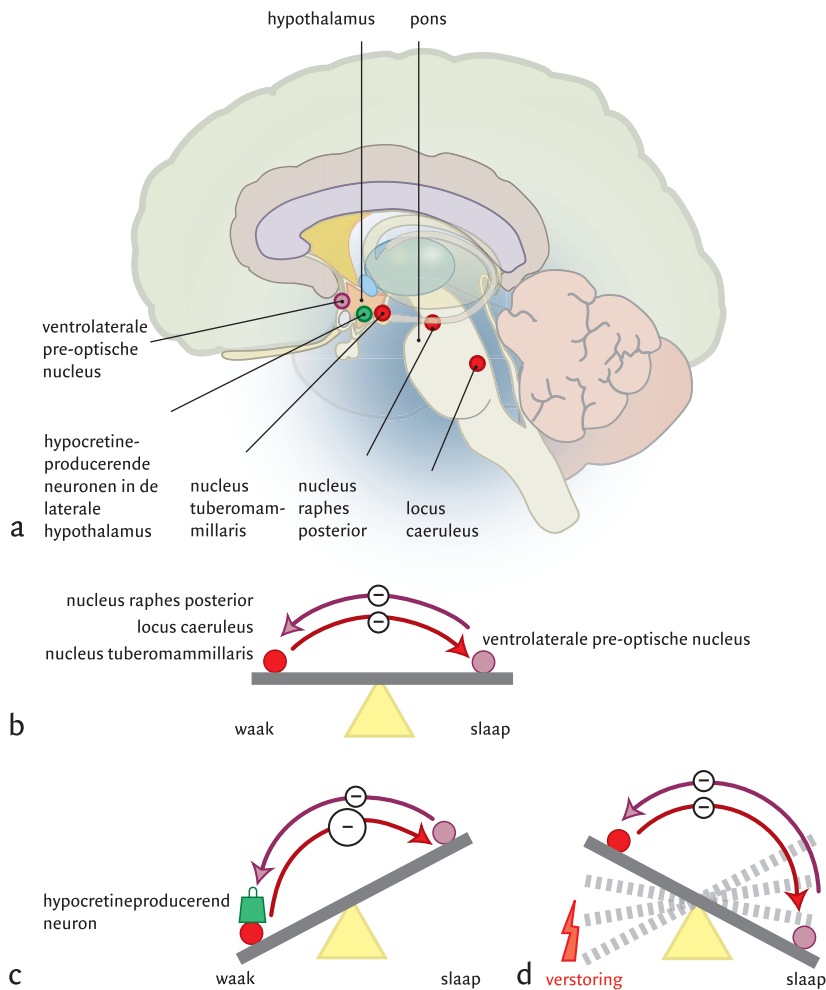 hypothalamus
pons
ventrolaterale
pre-optische
nucleus
hypocretine-
producerende
neuronen in de
laterale
hypothalamus
nucleus
tuberomam-
millaris
nucleus
raphes
posterior
locus
caeruleus
a
nucleus raphes posterior
locus caeruleus
nucleus tuberomammillaris
−
−
ventrolaterale pre-optische nucleus
b
waak
slaap
−
−
hypocretineproducerend
neuron
c
waak
slaap
−
−
d
verstoring
slaap